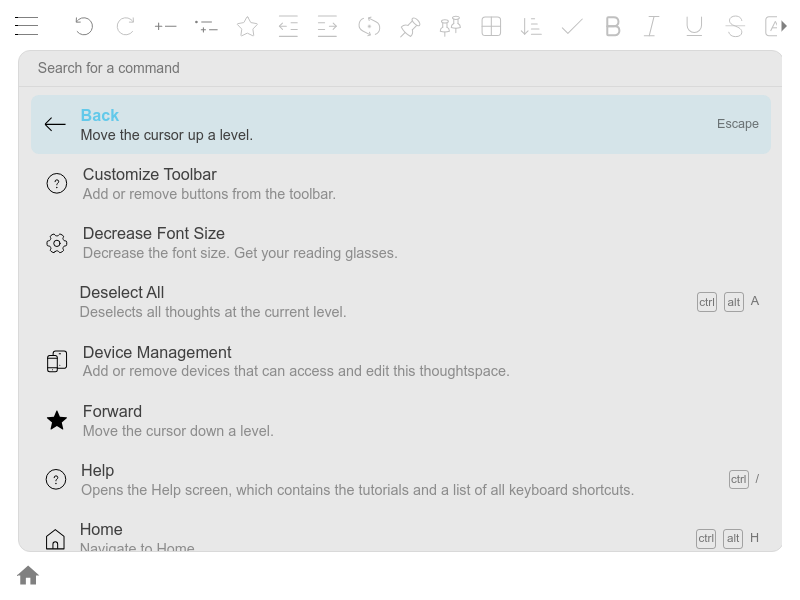 B I U S A
Search for a command
Back
Move the cursor up a level.
Escape
Customize Toolbar
Add or remove buttons from the toolbar.
Decrease Font Size
Decrease the font size. Get your reading glasses.
Deselect All
Deselects all thoughts at the current level.
ctrl alt A
Device Management
Add or remove devices that can access and edit this thoughtspace.
Forward
Move the cursor down a level.
Help
Opens the Help screen, which contains the tutorials and a list of all keyboard shortcuts.
ctrl /
Home
Navigate to Home
ctrl alt H